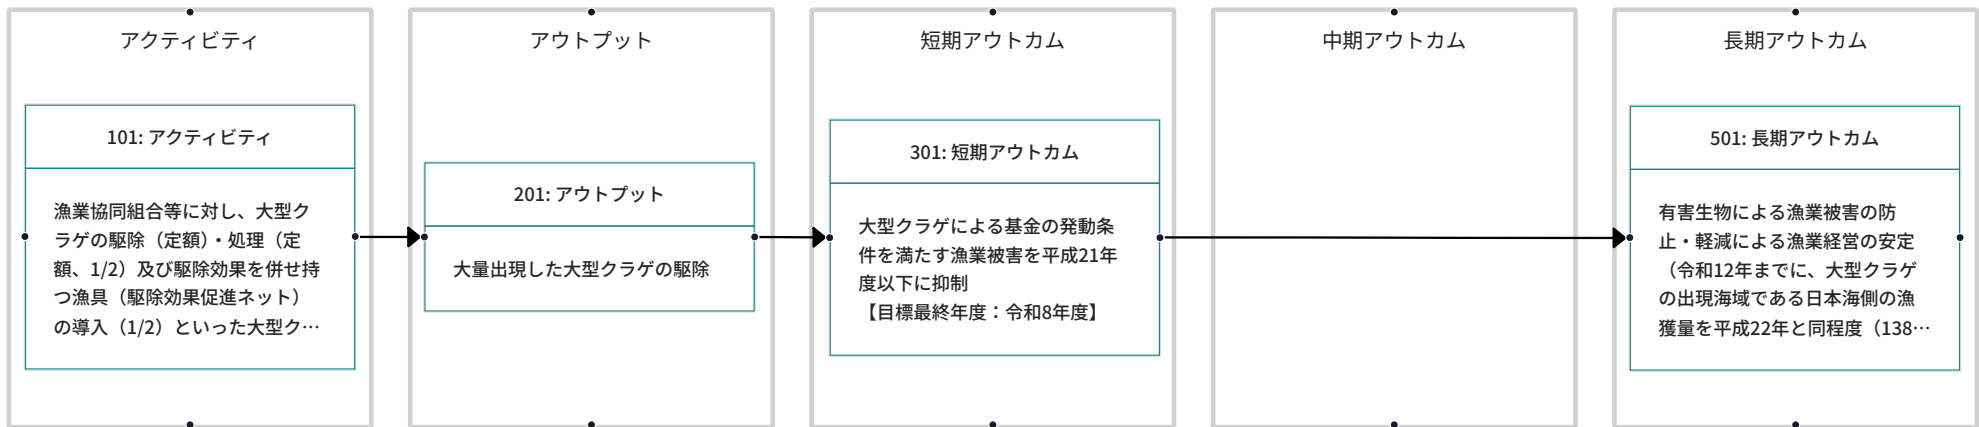 アクティビティ
アウトプット
短期アウトカム
中期アウトカム
長期アウトカム
101: アクティビティ
漁業協同組合等に対し、大型ク
ラゲの駆除（定額）・処理（定
額、1/2）及び駆除効果を併せ持
つ漁具（駆除効果促進ネット）
の導入（1/2）といった大型ク…
201: アウトプット
大量出現した大型クラゲの駆除
301: 短期アウトカム
大型クラゲによる基金の発動条
件を満たす漁業被害を平成21年
度以下に抑制
【目標最終年度：令和8年度】
501: 長期アウトカム
有害生物による漁業被害の防
止・軽減による漁業経営の安定
（令和12年までに、大型クラゲ
の出現海域である日本海側の漁
獲量を平成22年と同程度（138…